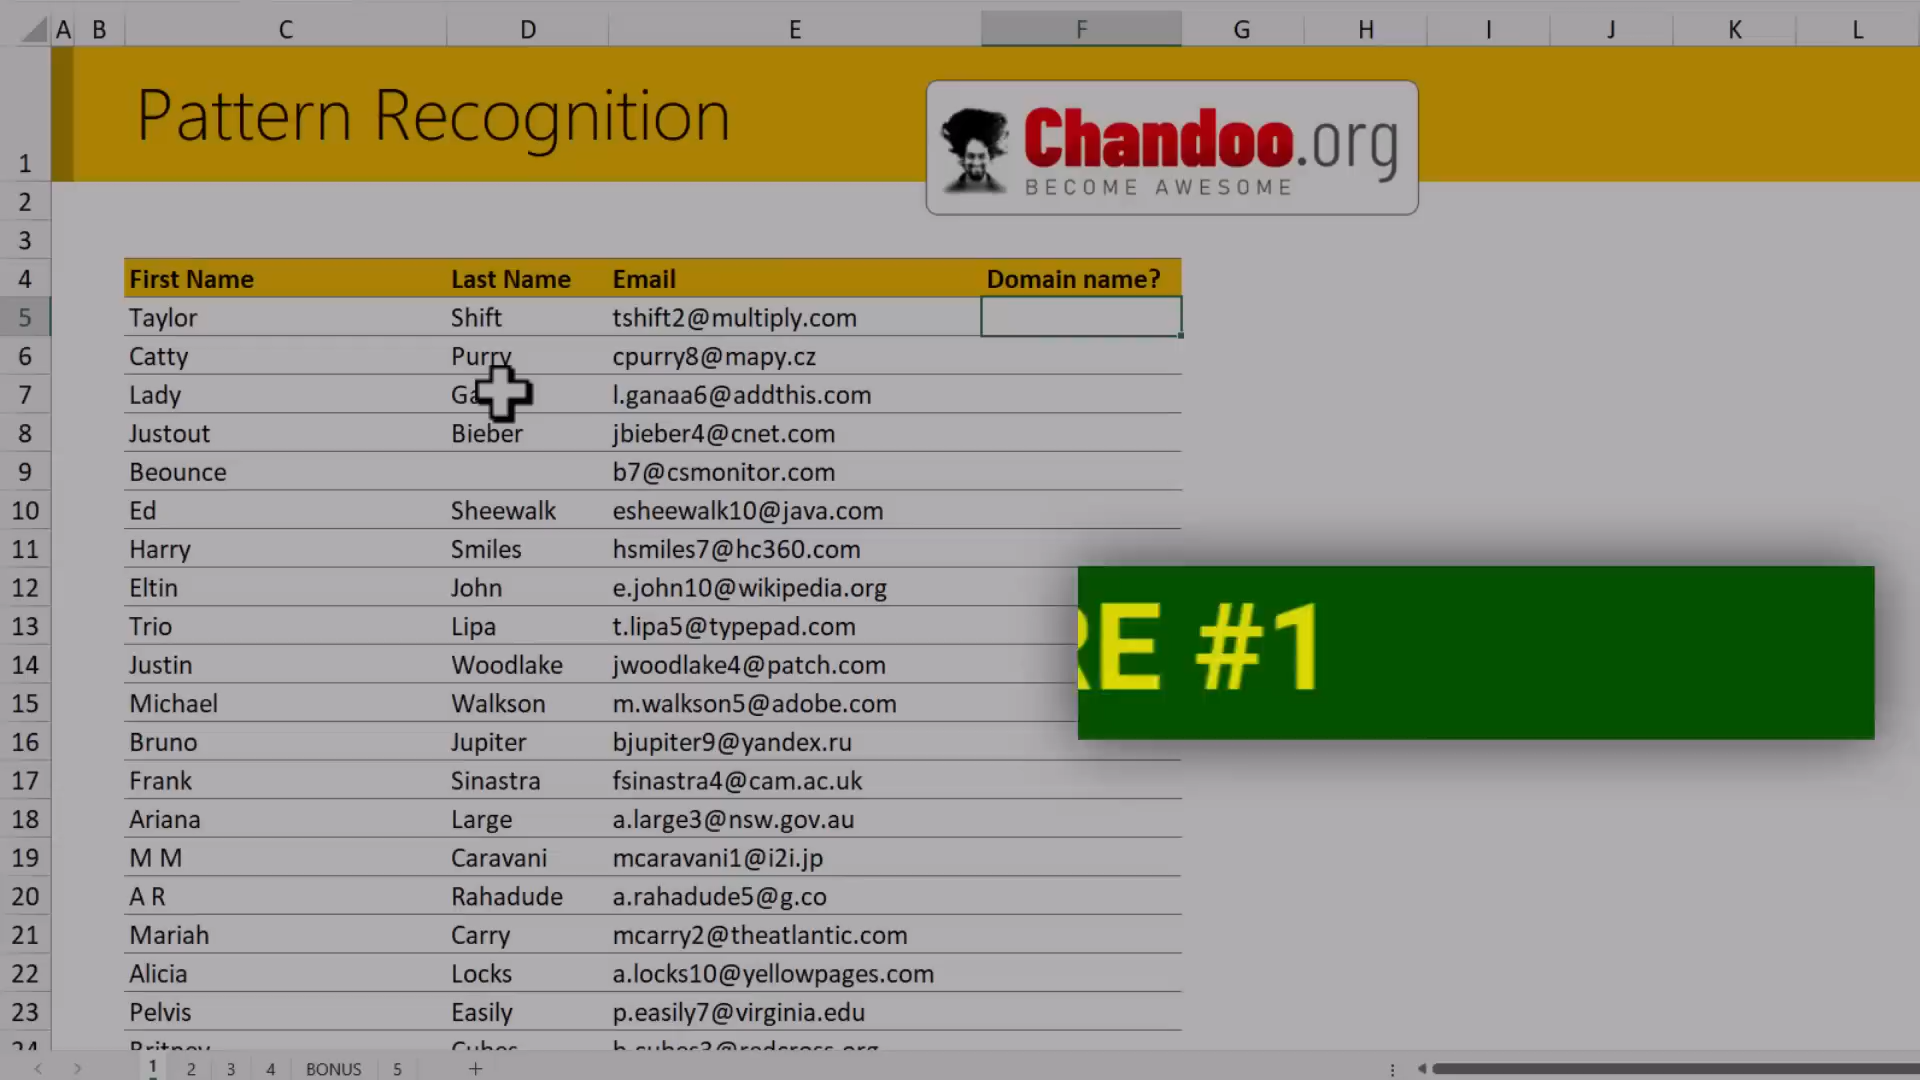 A B C D E F G H I J K L
1 Pattern Recognition Chandoo.org
BECOME AWESOME
2
3
4 First Name Last Name Email Domain name?
5 Taylor Shift tshift2@multiply.com
6 Catty Purry cpurry8@mapy.cz
7 Lady l.ganaa6@addthis.com
8 Justout Bieber jbieber4@cnet.com
9 Beounce b7@csmonitor.com
10 Ed Sheewalk esheewalk10@java.com
11 Harry Smiles hsmiles7@hc360.com
12 Eltin John e.john10@wikipedia.org
13 Trio Lipa t.lipa5@typepad.com
RE #1
14 Justin Woodlake jwoodlake4@patch.com
15 Michael Walkson m.walkson5@adobe.com
16 Bruno Jupiter bjupiter9@yandex.ru
17 Frank Sinastra fsinastra4@cam.ac.uk
18 Ariana Large a.large3@nsw.gov.au
19 M M Caravani mcaravani1@i2i.jp
20 A R Rahadude a.rahadude5@g.co
21 Mariah Carry mcarry2@theatlantic.com
22 Alicia Locks a.locks10@yellowpages.com
23 Pelvis Easily p.easily7@virginia.edu
1 2 3 4 BONUS 5 +